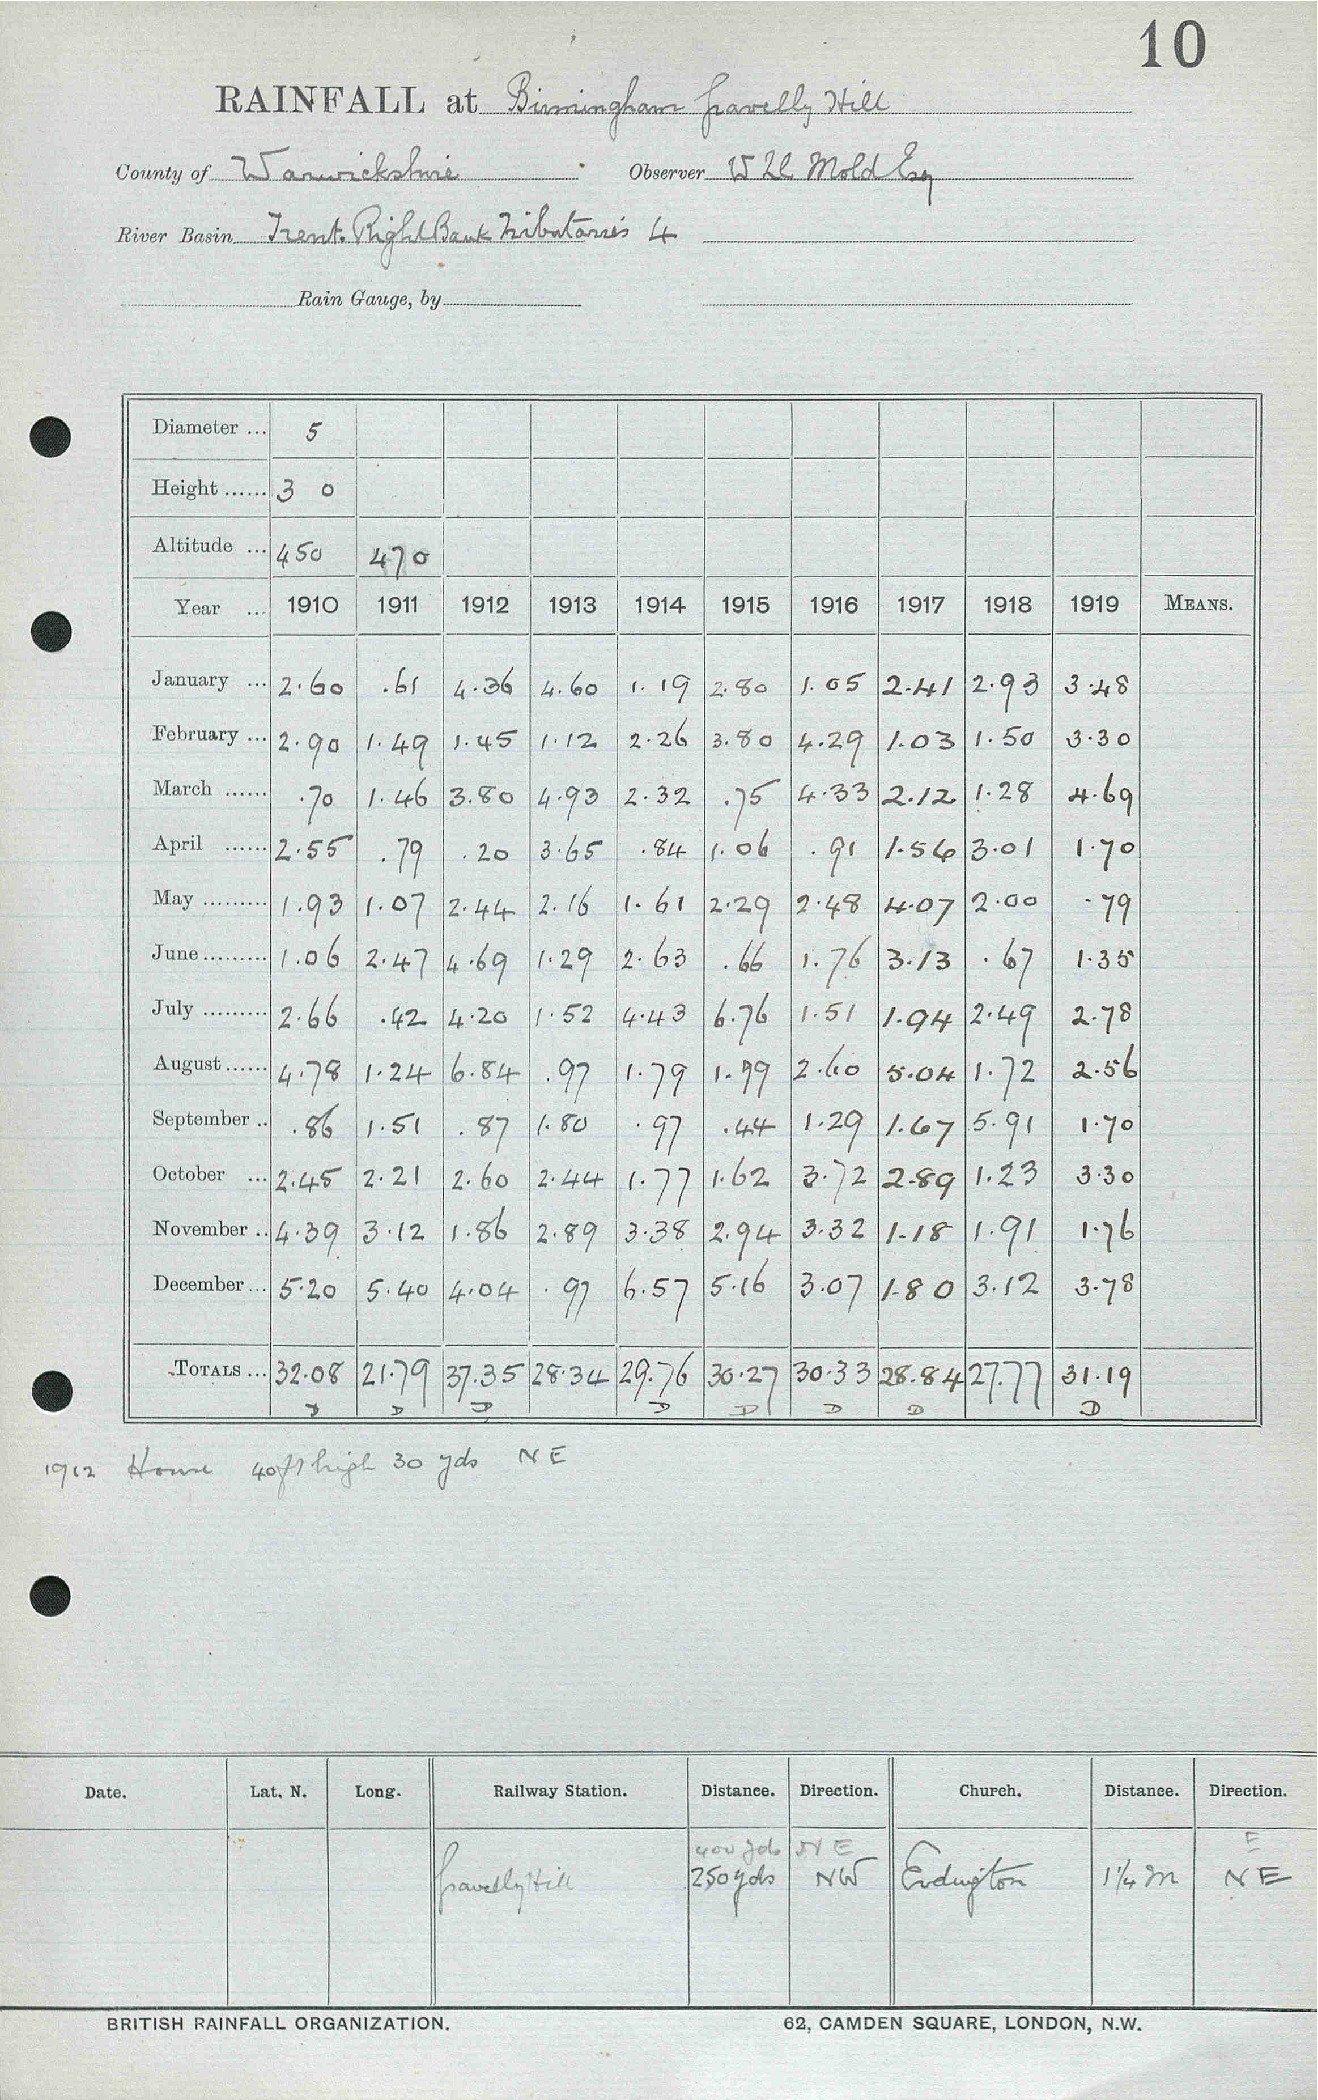 10
RAINFALL at Birmingham Gravelly Hill
County of Warwickshire Observer W H Mold Esq
River Basin Trent. Right Bank Tributaries 4
Rain Gauge, by
Diameter ... 5
Height ...... 3 0
Altitude ... 450 470
Year ... 1910 1911 1912 1913 1914 1915 1916 1917 1918 1919 MEANS.
January ... 2.60 .61 4.36 4.60 1.19 2.80 1.05 2.41 2.93 3.48
February ... 2.90 1.49 1.45 1.12 2.26 3.80 4.29 1.03 1.50 3.30
March ...... .70 1.46 3.80 4.93 2.32 .75 4.33 2.12 1.28 4.69
April ...... 2.55 .79 .20 3.65 .84 1.06 .91 1.56 3.01 1.70
May ......... 1.93 1.07 2.44 2.16 1.61 2.29 2.48 4.07 2.00 .79
June ......... 1.06 2.47 4.69 1.29 2.63 .66 1.76 3.13 .67 1.35
July ......... 2.66 .42 4.20 1.52 4.43 6.76 1.51 1.94 2.49 2.78
August ...... 4.78 1.24 6.84 .97 1.79 1.99 2.60 5.04 1.72 2.56
September .. .86 1.51 .87 1.80 .97 .44 1.29 1.67 5.91 1.70
October ... 2.45 2.21 2.60 2.44 1.77 1.62 3.72 2.89 1.23 3.30
November .. 4.39 3.12 1.86 2.89 3.38 2.94 3.32 1.18 1.91 1.76
December ... 5.20 5.40 4.04 .97 6.57 5.16 3.07 1.80 3.12 3.78
TOTALS ... 32.08 21.79 37.35 28.34 29.76 30.27 30.33 28.84 27.77 31.19
D D D D D D D D
1912 House 40ft high 30 yds NE
Date. Lat. N. Long. Railway Station. Distance. Direction. Church. Distance. Direction.
400 yds NE E
Gravelly Hill 250 yds NW Erdington 1¼ m NE
BRITISH RAINFALL ORGANIZATION. 62, CAMDEN SQUARE, LONDON, N.W.